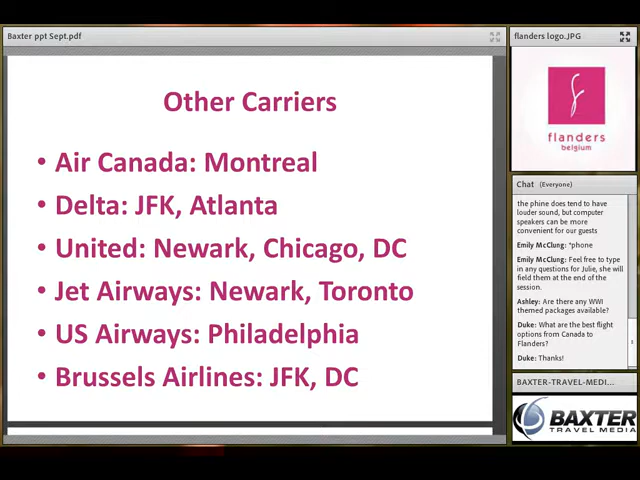 Baxter ppt Sept.pdf
Other Carriers
• Air Canada: Montreal
• Delta: JFK, Atlanta
• United: Newark, Chicago, DC
• Jet Airways: Newark, Toronto
• US Airways: Philadelphia
• Brussels Airlines: JFK, DC
flanders logo.JPG
f
flanders
belgium
Chat (Everyone)
the phine does tend to have
louder sound, but computer
speakers can be more
convenient for our guests
Emily McClung: *phone
Emily McClung: Feel free to type
in any questions for Julie, she will
field them at the end of the
session.
Ashley: Are there any WWI
themed packages available?
Duke: What are the best flight
options from Canada to
Flanders?
Duke: Thanks!
BAXTER-TRAVEL-MEDI...
BAXTER
TRAVEL MEDIA